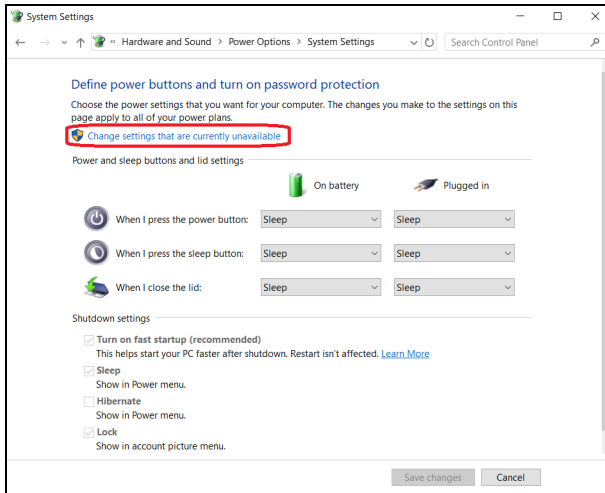 System Settings
« Hardware and Sound > Power Options > System Settings
Search Control Panel
Define power buttons and turn on password protection
Choose the power settings that you want for your computer. The changes you make to the settings on this
page apply to all of your power plans.
Change settings that are currently unavailable
Power and sleep buttons and lid settings
On battery Plugged in
When I press the power button: Sleep Sleep
When I press the sleep button: Sleep Sleep
When I close the lid: Sleep Sleep
Shutdown settings
Turn on fast startup (recommended)
This helps start your PC faster after shutdown. Restart isn't affected. Learn More
Sleep
Show in Power menu.
Hibernate
Show in Power menu.
Lock
Show in account picture menu.
Save changes Cancel